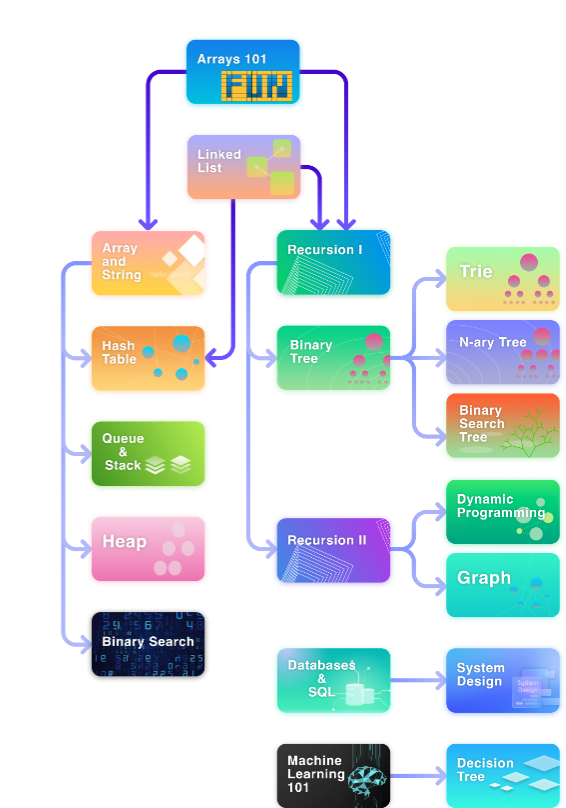 Arrays 101
FUN
Linked
List
Array
and
String
Recursion I
Hash
Table
Binary
Tree
Trie
N-ary Tree
Binary
Search
Tree
Queue
&
Stack
Heap
Recursion II
Dynamic
Programming
Graph
Binary Search
Databases
&
SQL
System
Design
System
Design
Machine
Learning
101
Decision
Tree